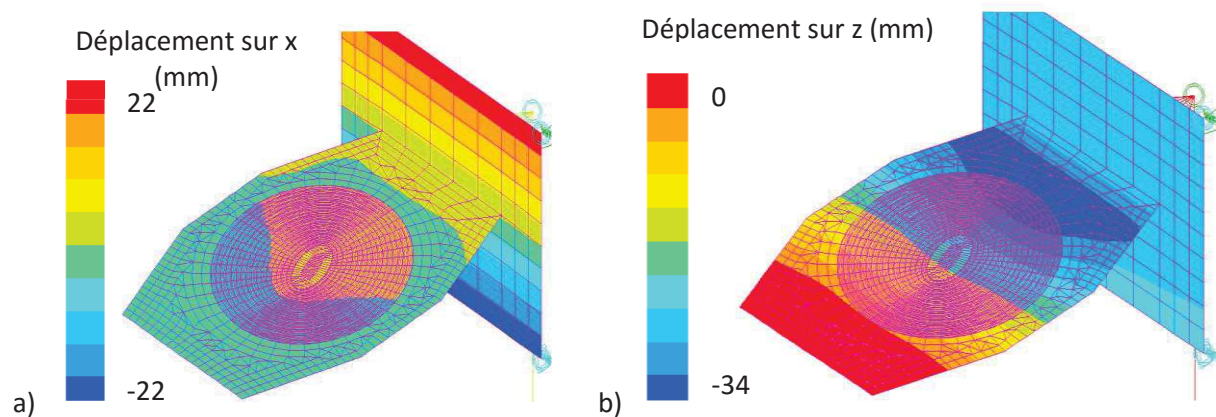 Déplacement sur x
(mm)
22
-22
a)
Déplacement sur z (mm)
0
-34
b)